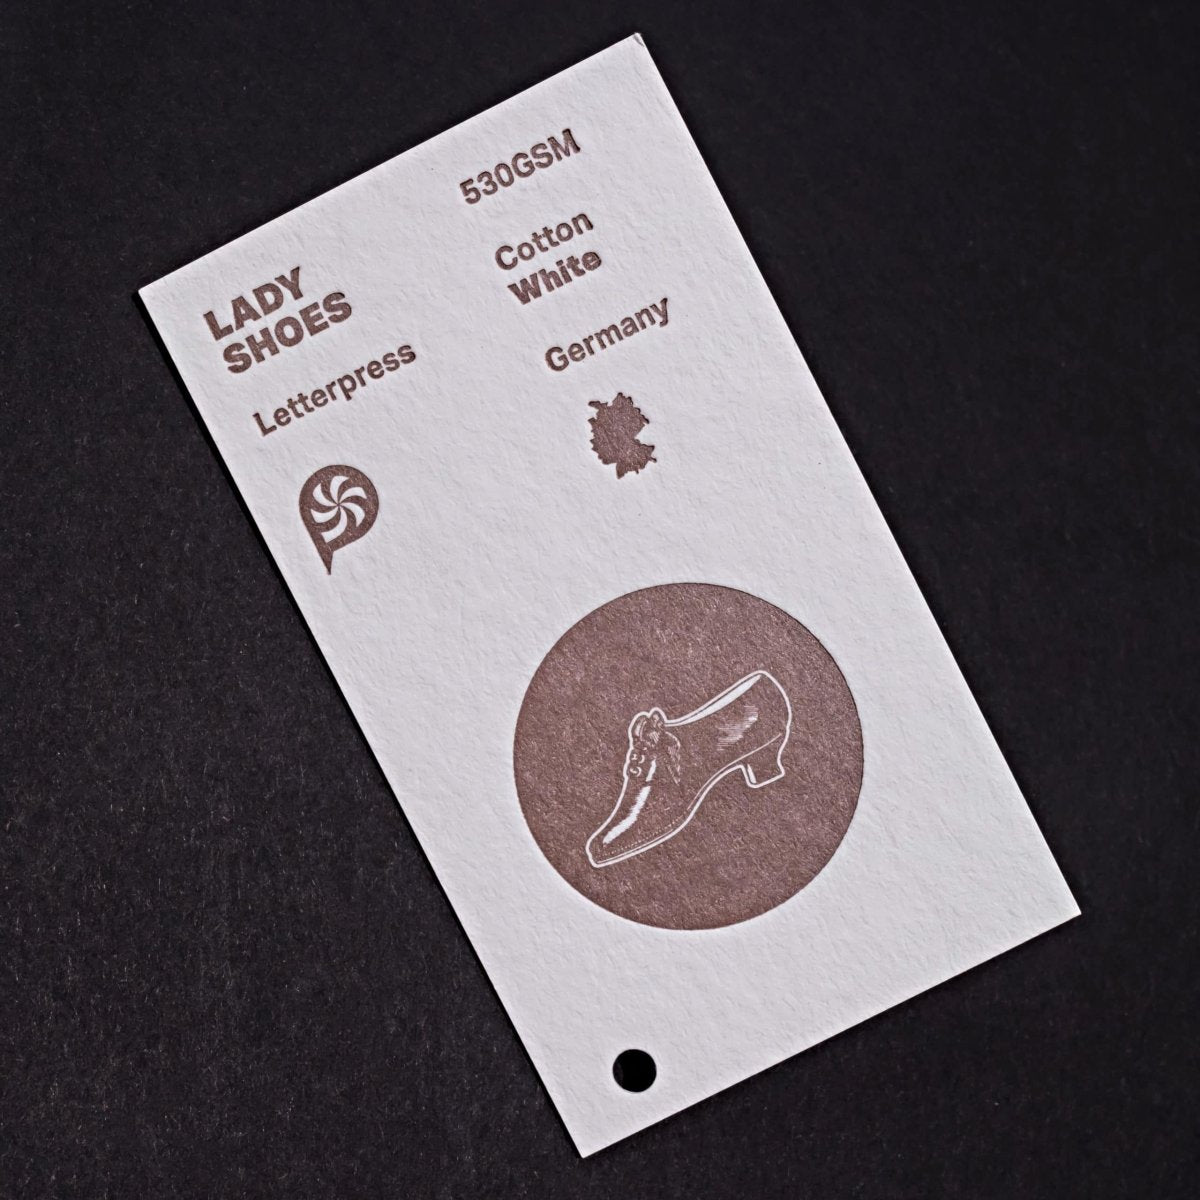 LADY
SHOES
Letterpress
530GSM
Cotton
White
Germany